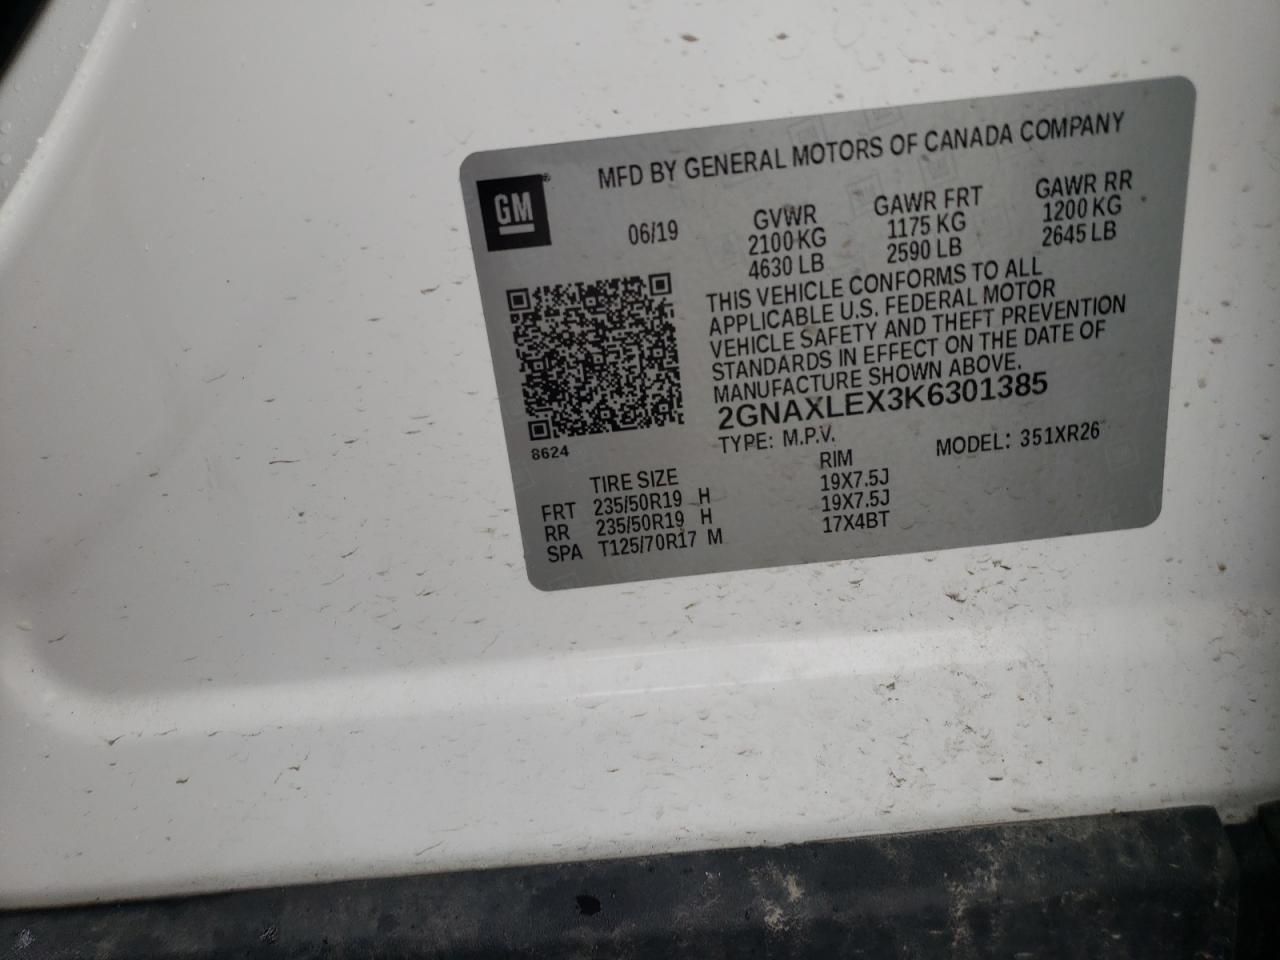 MFD BY GENERAL MOTORS OF CANADA COMPANY
GM®
06/19
GVWR
2100 KG
4630 LB
GAWR FRT
1175 KG
2590 LB
GAWR RR
1200 KG
2645 LB
THIS VEHICLE CONFORMS TO ALL
APPLICABLE U.S. FEDERAL MOTOR
VEHICLE SAFETY AND THEFT PREVENTION
STANDARDS IN EFFECT ON THE DATE OF
MANUFACTURE SHOWN ABOVE.
2GNAXLEX3K6301385
TYPE: M.P.V.
MODEL: 351XR26
8624
TIRE SIZE RIM
FRT 235/50R19 H 19X7.5J
RR 235/50R19 H 19X7.5J
SPA T125/70R17 M 17X4BT